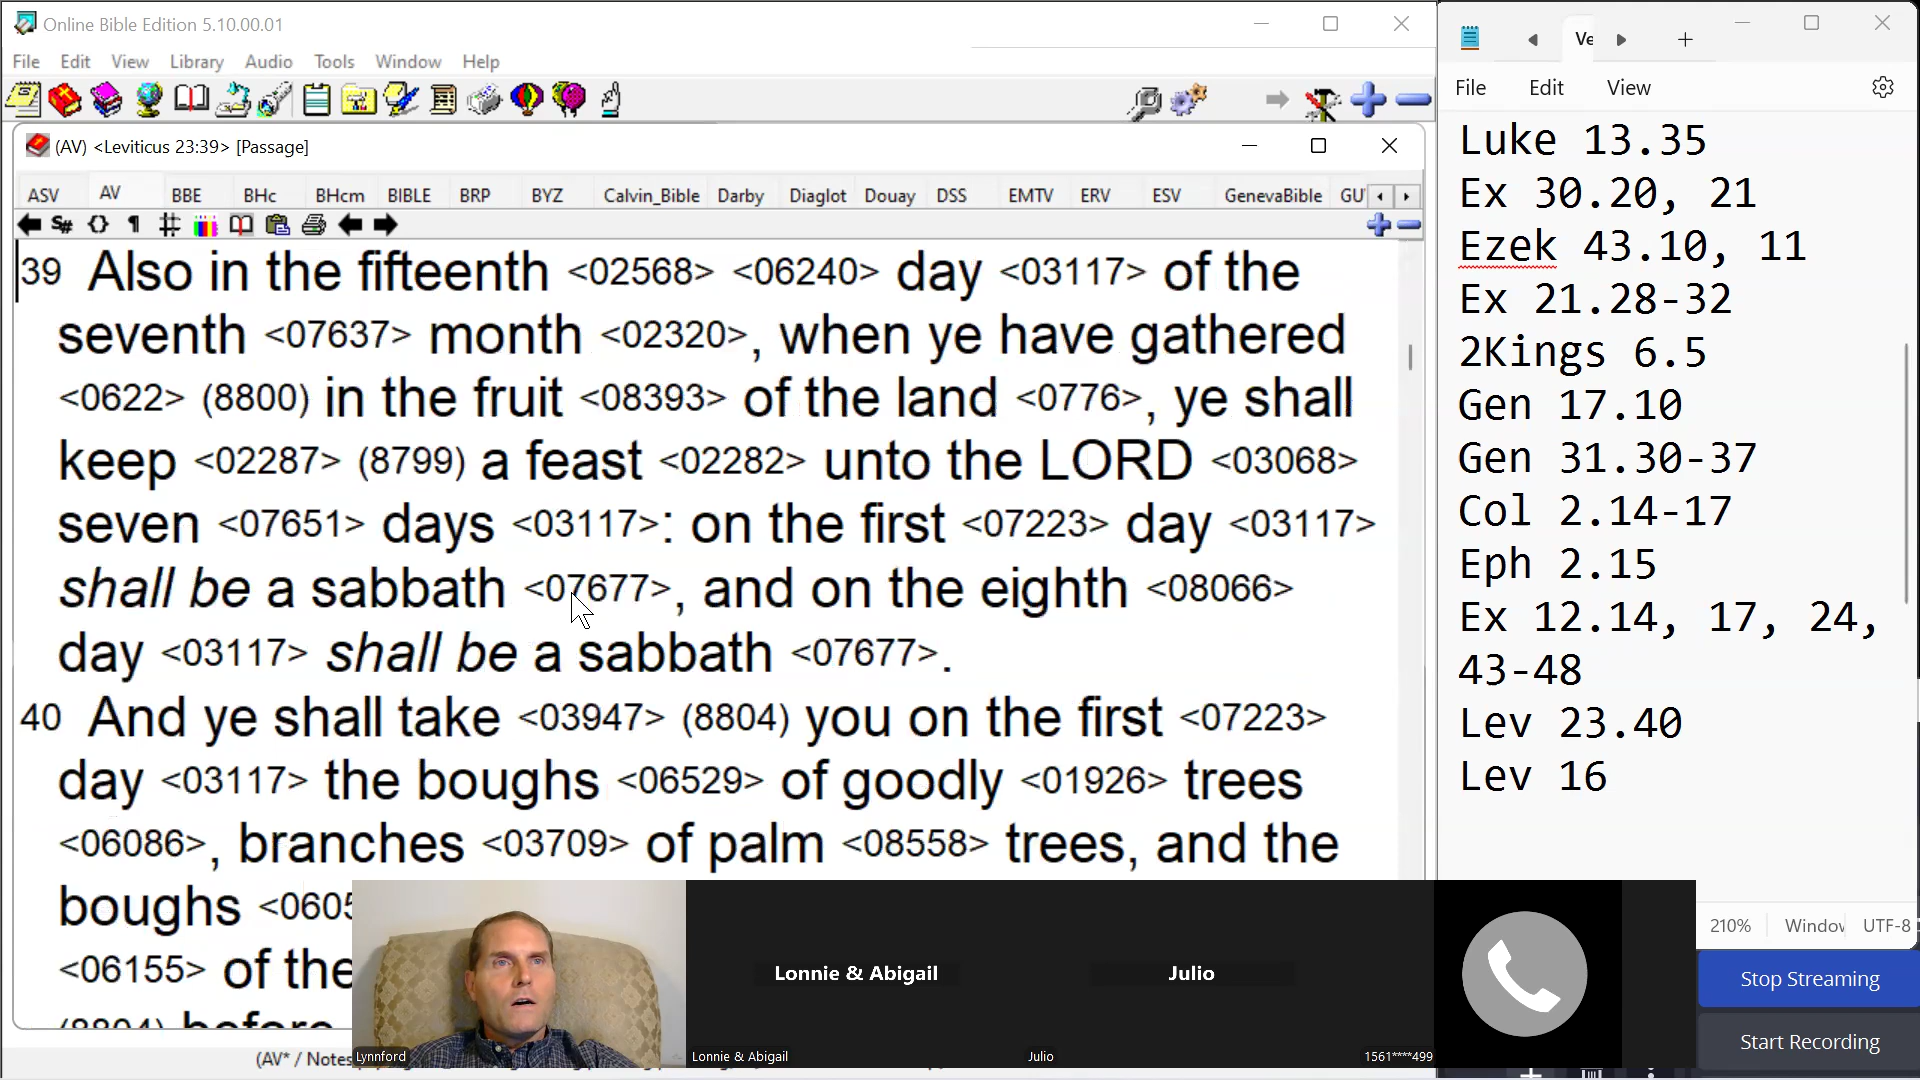 Online Bible Edition 5.10.00.01
File Edit View Library Audio Tools Window Help
(AV) <Leviticus 23:39> [Passage]
ASV AV BBE BHc BHcm BIBLE BRP BYZ Calvin_Bible Darby Diaglot Douay DSS EMTV ERV ESV GenevaBible GU
39 Also in the fifteenth <02568> <06240> day <03117> of the
seventh <07637> month <02320>, when ye have gathered
<0622> (8800) in the fruit <08393> of the land <0776>, ye shall
keep <02287> (8799) a feast <02282> unto the LORD <03068>
seven <07651> days <03117>: on the first <07223> day <03117>
shall be a sabbath <07677>, and on the eighth <08066>
day <03117> shall be a sabbath <07677>.
40 And ye shall take <03947> (8804) you on the first <07223>
day <03117> the boughs <06529> of goodly <01926> trees
<06086>, branches <03709> of palm <08558> trees, and the
boughs <0605
<06155> of the
(8804) before
(AV* / Notes
Ve
File Edit View
Luke 13.35
Ex 30.20, 21
Ezek 43.10, 11
Ex 21.28-32
2Kings 6.5
Gen 17.10
Gen 31.30-37
Col 2.14-17
Eph 2.15
Ex 12.14, 17, 24,
43-48
Lev 23.40
Lev 16
210% Window UTF-8
Lynnford
Lonnie & Abigail
Lonnie & Abigail
Julio
Julio
1561****499
Stop Streaming
Start Recording